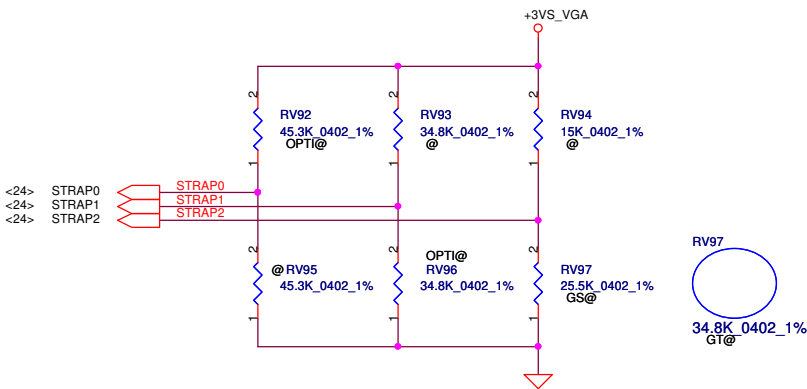 +3VS_VGA
2 2 2
RV92 RV93 RV94
45.3K_0402_1% 34.8K_0402_1% 15K_0402_1%
OPTI@ @ @
1 1 1
<24> STRAP0 STRAP0
<24> STRAP1 STRAP1
<24> STRAP2 STRAP2
2 2 2
OPTI@
@ RV95 RV96 RV97
45.3K_0402_1% 34.8K_0402_1% 25.5K_0402_1%
GS@
1 1 1
RV97
34.8K_0402_1%
GT@